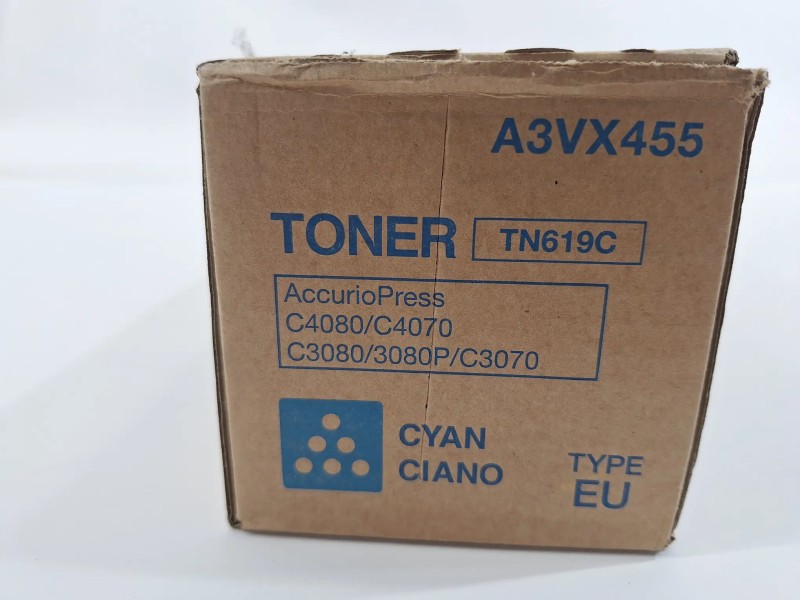 A3VX455
TONER TN619C
AccurioPress
C4080/C4070
C3080/3080P/C3070
CYAN
CIANO
TYPE
EU